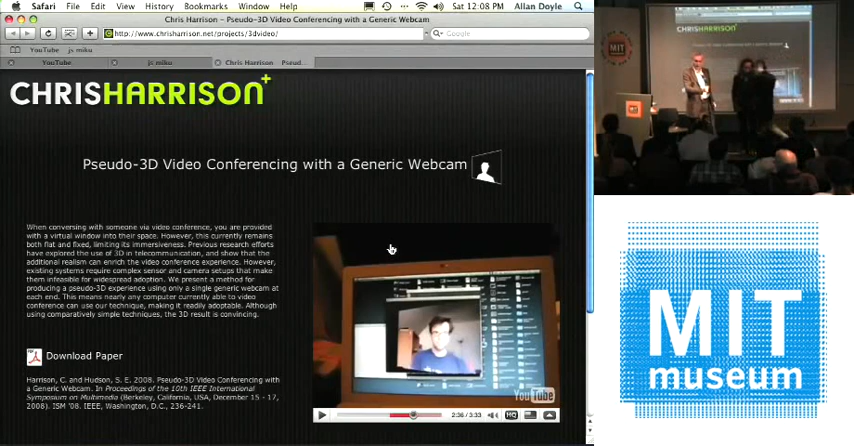 Safari File Edit View History Bookmarks Window Help Sat 12:08 PM Allan Doyle
Chris Harrison – Pseudo-3D Video Conferencing with a Generic Webcam
http://www.chrisharrison.net/projects/3dvideo/
Google
YouTube js miku
YouTube js miku Chris Harrison Pseud...
CHRISHARRISON+
Pseudo-3D Video Conferencing with a Generic Webcam
When conversing with someone via video conference, you are provided
with a virtual window into their space. However, this currently remains
both flat and fixed, limiting its immersiveness. Previous research efforts
have explored the use of 3D in telecommunication, and show that the
additional realism can enrich the video conference experience. However,
existing systems require complex sensor and camera setups that make
them infeasible for widespread adoption. We present a method for
producing a pseudo-3D experience using only a single generic webcam at
each end. This means nearly any computer currently able to video
conference can use our technique, making it readily adoptable. Although
using comparatively simple techniques, the 3D result is convincing.
Download Paper
Harrison, C. and Hudson, S. E. 2008. Pseudo-3D Video Conferencing with
a Generic Webcam. In Proceedings of the 10th IEEE International
Symposium on Multimedia (Berkeley, California, USA, December 15 - 17,
2008). ISM '08. IEEE, Washington, D.C., 236-241.
YouTube
2:36 / 3:33 HQ
CHRISHARRISON
MIT
MIT
museum